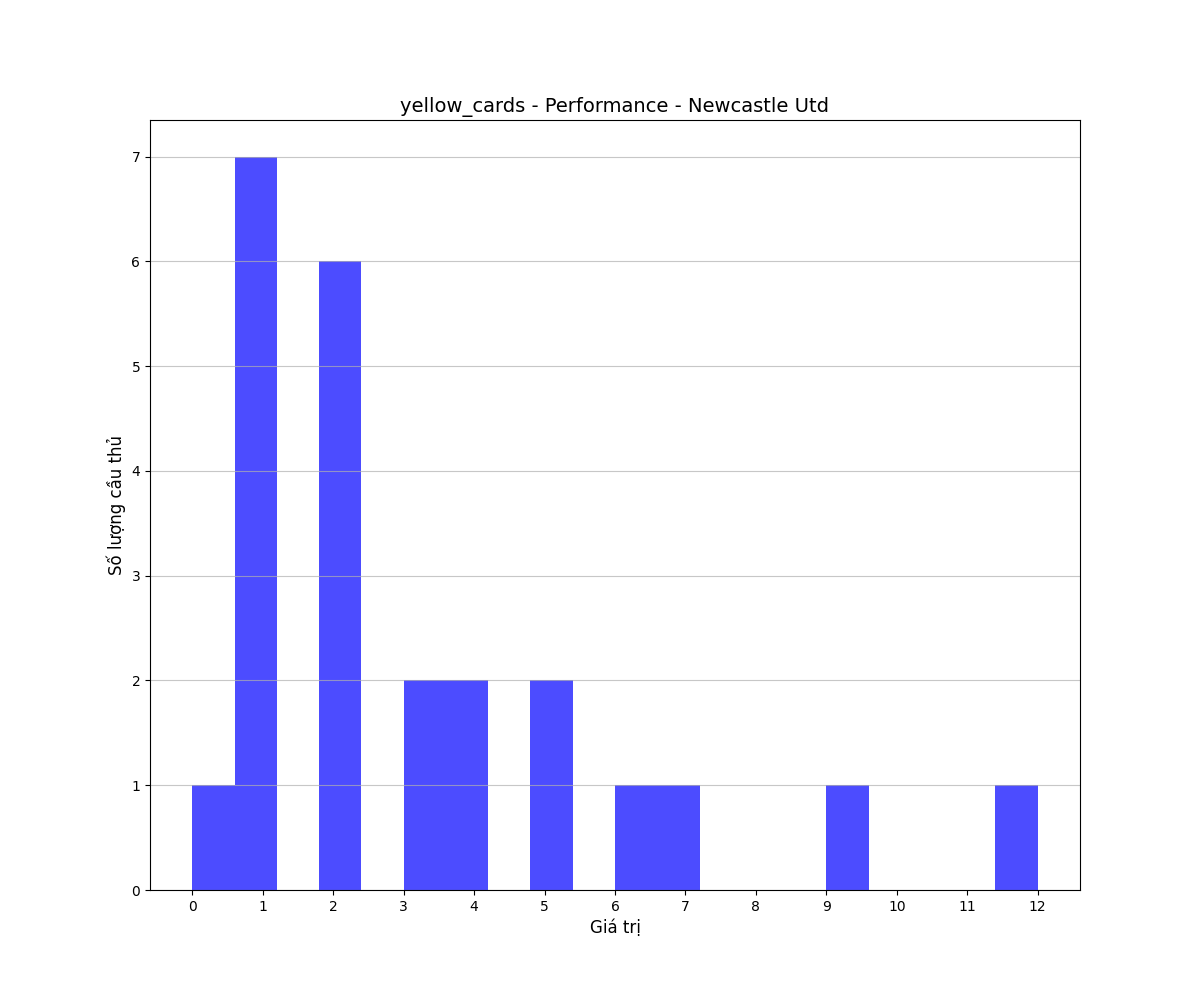 yellow_cards - Performance - Newcastle Utd
7
6
5
4
3
2
1
0
Số lượng cầu thủ
0 1 2 3 4 5 6 7 8 9 10 11 12
Giá trị